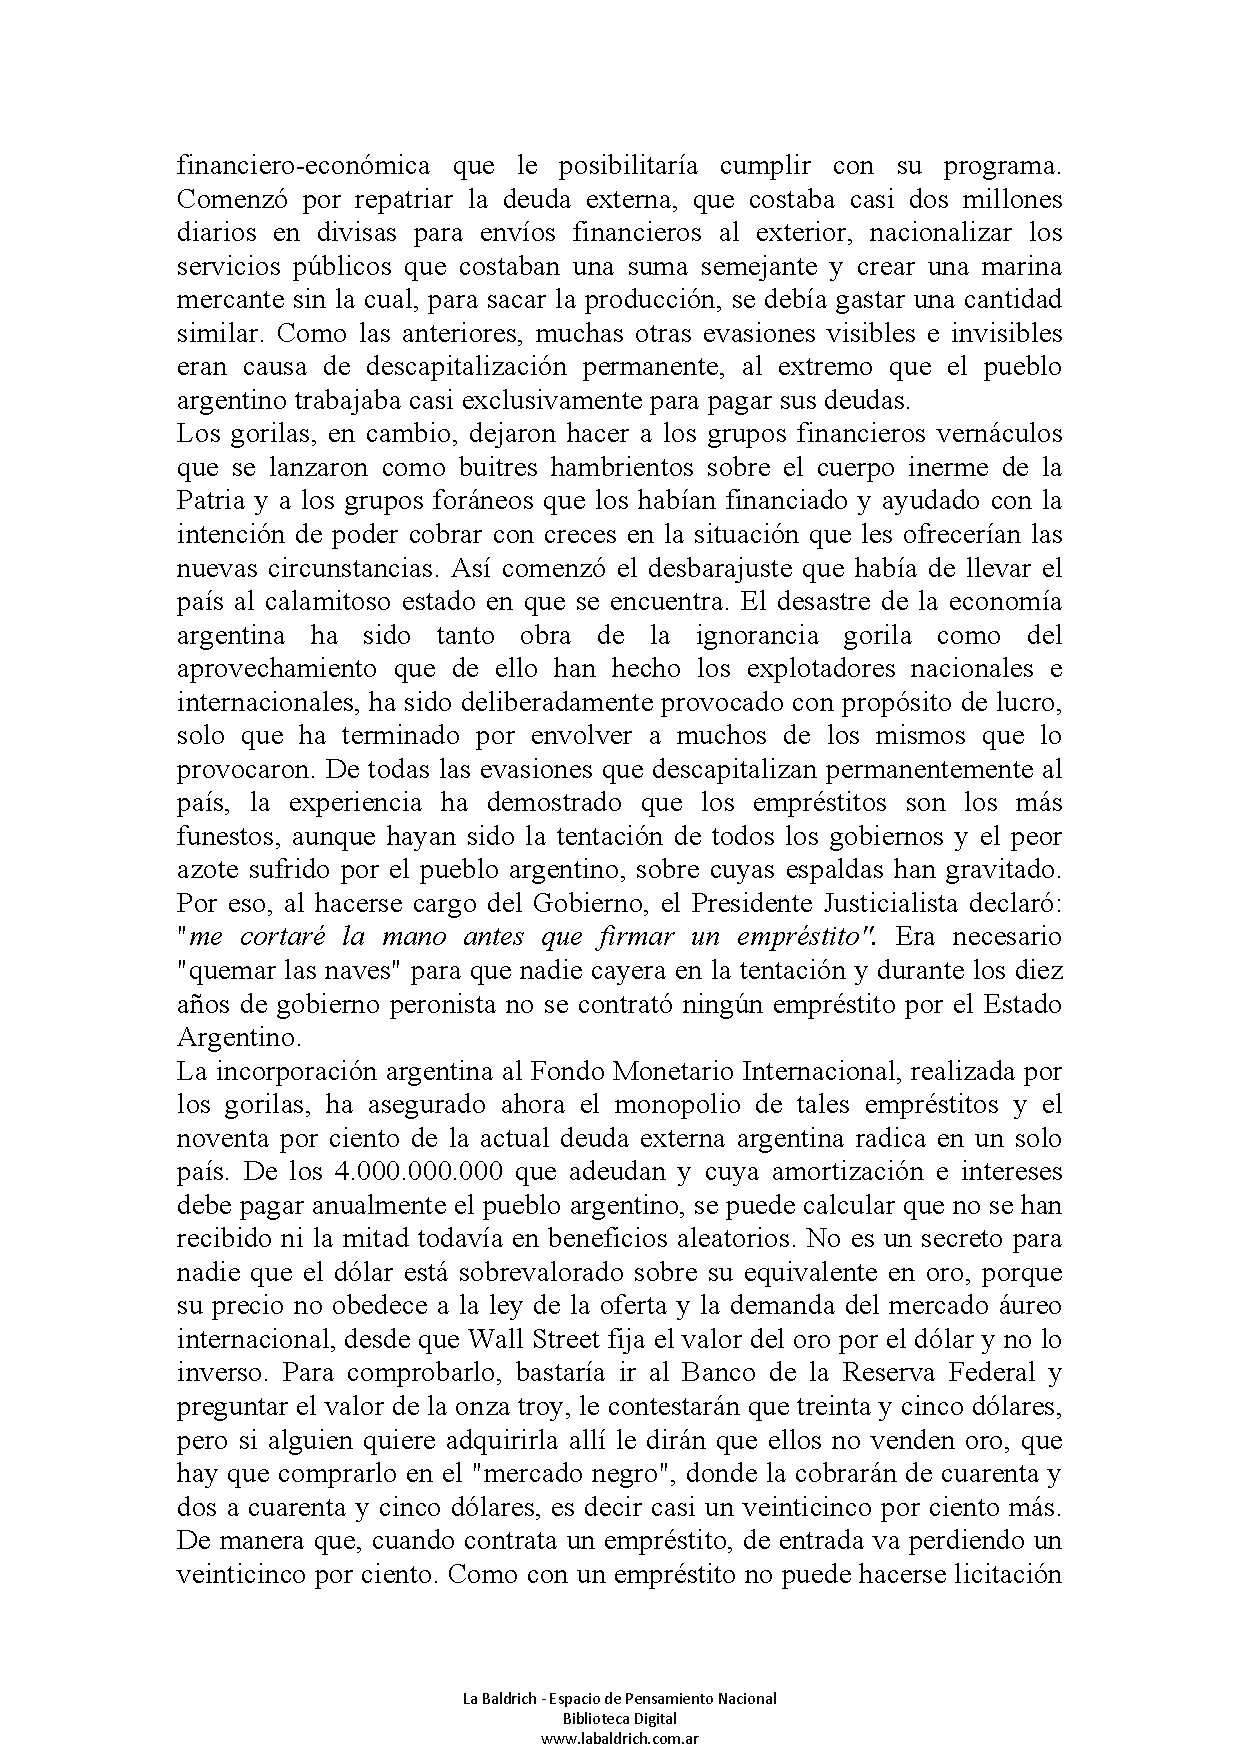 financiero-económica que le posibilitaría cumplir con su programa.
Comenzó por repatriar la deuda externa, que costaba casi dos millones
diarios en divisas para envíos financieros al exterior, nacionalizar los
servicios públicos que costaban una suma semejante y crear una marina
mercante sin la cual, para sacar la producción, se debía gastar una cantidad
similar. Como las anteriores, muchas otras evasiones visibles e invisibles
eran causa de descapitalización permanente, al extremo que el pueblo
argentino trabajaba casi exclusivamente para pagar sus deudas.
Los gorilas, en cambio, dejaron hacer a los grupos financieros vernáculos
que se lanzaron como buitres hambrientos sobre el cuerpo inerme de la
Patria y a los grupos foráneos que los habían financiado y ayudado con la
intención de poder cobrar con creces en la situación que les ofrecerían las
nuevas circunstancias. Así comenzó el desbarajuste que había de llevar el
país al calamitoso estado en que se encuentra. El desastre de la economía
argentina ha sido tanto obra de la ignorancia gorila como del
aprovechamiento que de ello han hecho los explotadores nacionales e
internacionales, ha sido deliberadamente provocado con propósito de lucro,
solo que ha terminado por envolver a muchos de los mismos que lo
provocaron. De todas las evasiones que descapitalizan permanentemente al
país, la experiencia ha demostrado que los empréstitos son los más
funestos, aunque hayan sido la tentación de todos los gobiernos y el peor
azote sufrido por el pueblo argentino, sobre cuyas espaldas han gravitado.
Por eso, al hacerse cargo del Gobierno, el Presidente Justicialista declaró:
"me cortaré la mano antes que firmar un empréstito". Era necesario
"quemar las naves" para que nadie cayera en la tentación y durante los diez
años de gobierno peronista no se contrató ningún empréstito por el Estado
Argentino.
La incorporación argentina al Fondo Monetario Internacional, realizada por
los gorilas, ha asegurado ahora el monopolio de tales empréstitos y el
noventa por ciento de la actual deuda externa argentina radica en un solo
país. De los 4.000.000.000 que adeudan y cuya amortización e intereses
debe pagar anualmente el pueblo argentino, se puede calcular que no se han
recibido ni la mitad todavía en beneficios aleatorios. No es un secreto para
nadie que el dólar está sobrevalorado sobre su equivalente en oro, porque
su precio no obedece a la ley de la oferta y la demanda del mercado áureo
internacional, desde que Wall Street fija el valor del oro por el dólar y no lo
inverso. Para comprobarlo, bastaría ir al Banco de la Reserva Federal y
preguntar el valor de la onza troy, le contestarán que treinta y cinco dólares,
pero si alguien quiere adquirirla allí le dirán que ellos no venden oro, que
hay que comprarlo en el "mercado negro", donde la cobrarán de cuarenta y
dos a cuarenta y cinco dólares, es decir casi un veinticinco por ciento más.
De manera que, cuando contrata un empréstito, de entrada va perdiendo un
veinticinco por ciento. Como con un empréstito no puede hacerse licitación
La Baldrich - Espacio de Pensamiento Nacional
Biblioteca Digital
www.labaldrich.com.ar